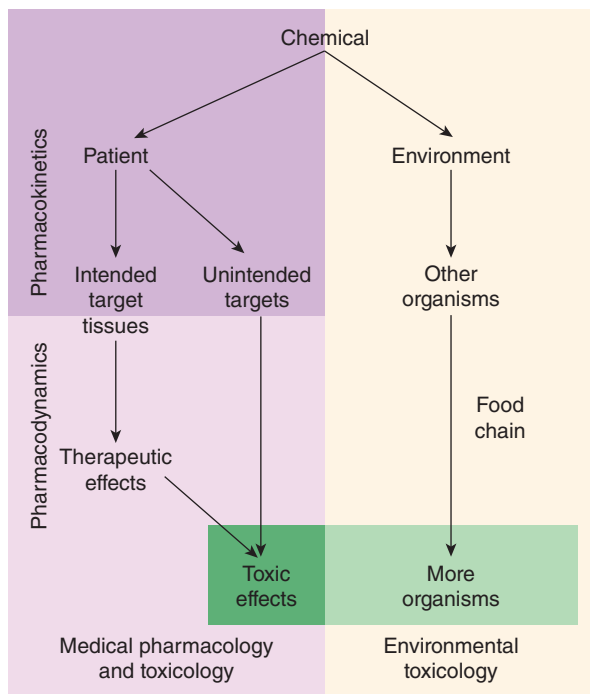 Chemical
Pharmacokinetics
Patient
Environment
Intended
target
tissues
Unintended
targets
Other
organisms
Pharmacodynamics
Food
chain
Therapeutic
effects
Toxic
effects
More
organisms
Medical pharmacology
and toxicology
Environmental
toxicology